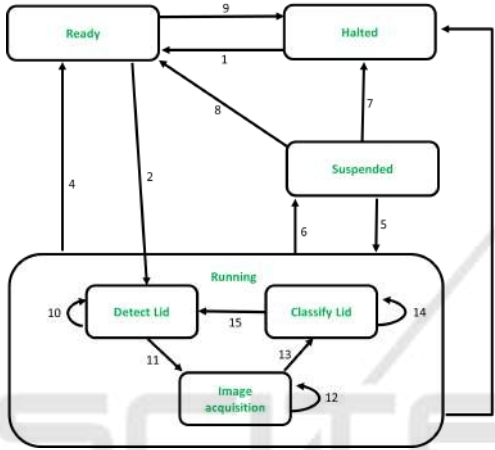 9
Ready
Halted
1
8
7
4
2
Suspended
6
5
Running
10
Detect Lid
Classify Lid
14
15
11
13
Image
acquisition
12